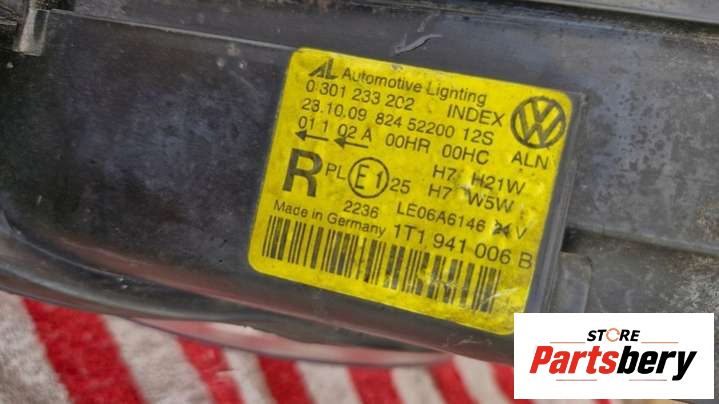 AL Automotive Lighting
0 301 233 202 INDEX
23.10.09 824 52200 12S
01 1 02 A 00HR 00HC ALN
H7 H21W
R PL E1 25 H7 W5W
2236 LE06A6146 24V
Made in Germany 1T1 941 006 B
STORE
Partsbery